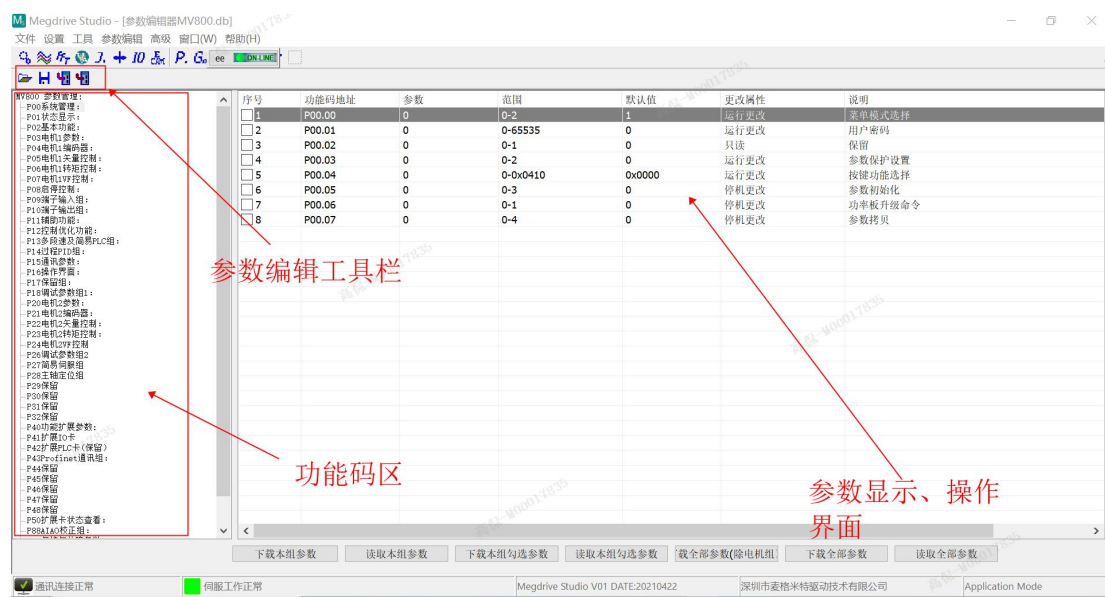 Megdrive Studio - [参数编辑器MV800.db]
文件 设置 工具 参数编辑 高级 窗口(W) 帮助(H)
P. ee ON LINE
MV800 参数管理:
P00系统管理:
P01状态显示:
P02基本功能:
P03电机1参数:
P04电机1编码器:
P05电机1矢量控制:
P06电机1转矩控制:
P07电机1VF控制:
P08启停控制:
P09端子输入组:
P10端子输出组:
P11辅助功能:
P12控制优化功能:
P13多段速及简易PLC组:
P14过程PID组:
P15通讯参数:
P16操作界面:
P17保留组:
P18调试参数组1:
P20电机2参数:
P21电机2编码器:
P22电机2矢量控制:
P23电机2转矩控制:
P24电机2VF控制
P26调试参数组2
P27简易伺服组
P28主轴定位组
P29保留
P30保留
P31保留
P32保留
P40功能扩展参数:
P41扩展IO卡
P42扩展PLC卡(保留)
P43Profinet通讯组:
P44保留
P45保留
P46保留
P47保留
P48保留
P50扩展卡状态查看:
P88AIAO校正组:
序号 功能码地址 参数 范围 默认值 更改属性 说明
1 P00.00 0 0-2 1 运行更改 菜单模式选择
2 P00.01 0 0-65535 0 运行更改 用户密码
3 P00.02 0 0-1 0 只读 保留
4 P00.03 0 0-2 0 运行更改 参数保护设置
5 P00.04 0 0-0x0410 0x0000 运行更改 按键功能选择
6 P00.05 0 0-3 0 停机更改 参数初始化
7 P00.06 0 0-1 0 停机更改 功率板升级命令
8 P00.07 0 0-4 0 停机更改 参数拷贝
参数编辑工具栏
功能码区
参数显示、操作
界面
下载本组参数 读取本组参数 下载本组勾选参数 读取本组勾选参数 载全部参数(除电机组 下载全部参数 读取全部参数
通讯连接正常 伺服工作正常 Megdrive Studio V01 DATE:20210422 深圳市麦格米特驱动技术有限公司 Application Mode